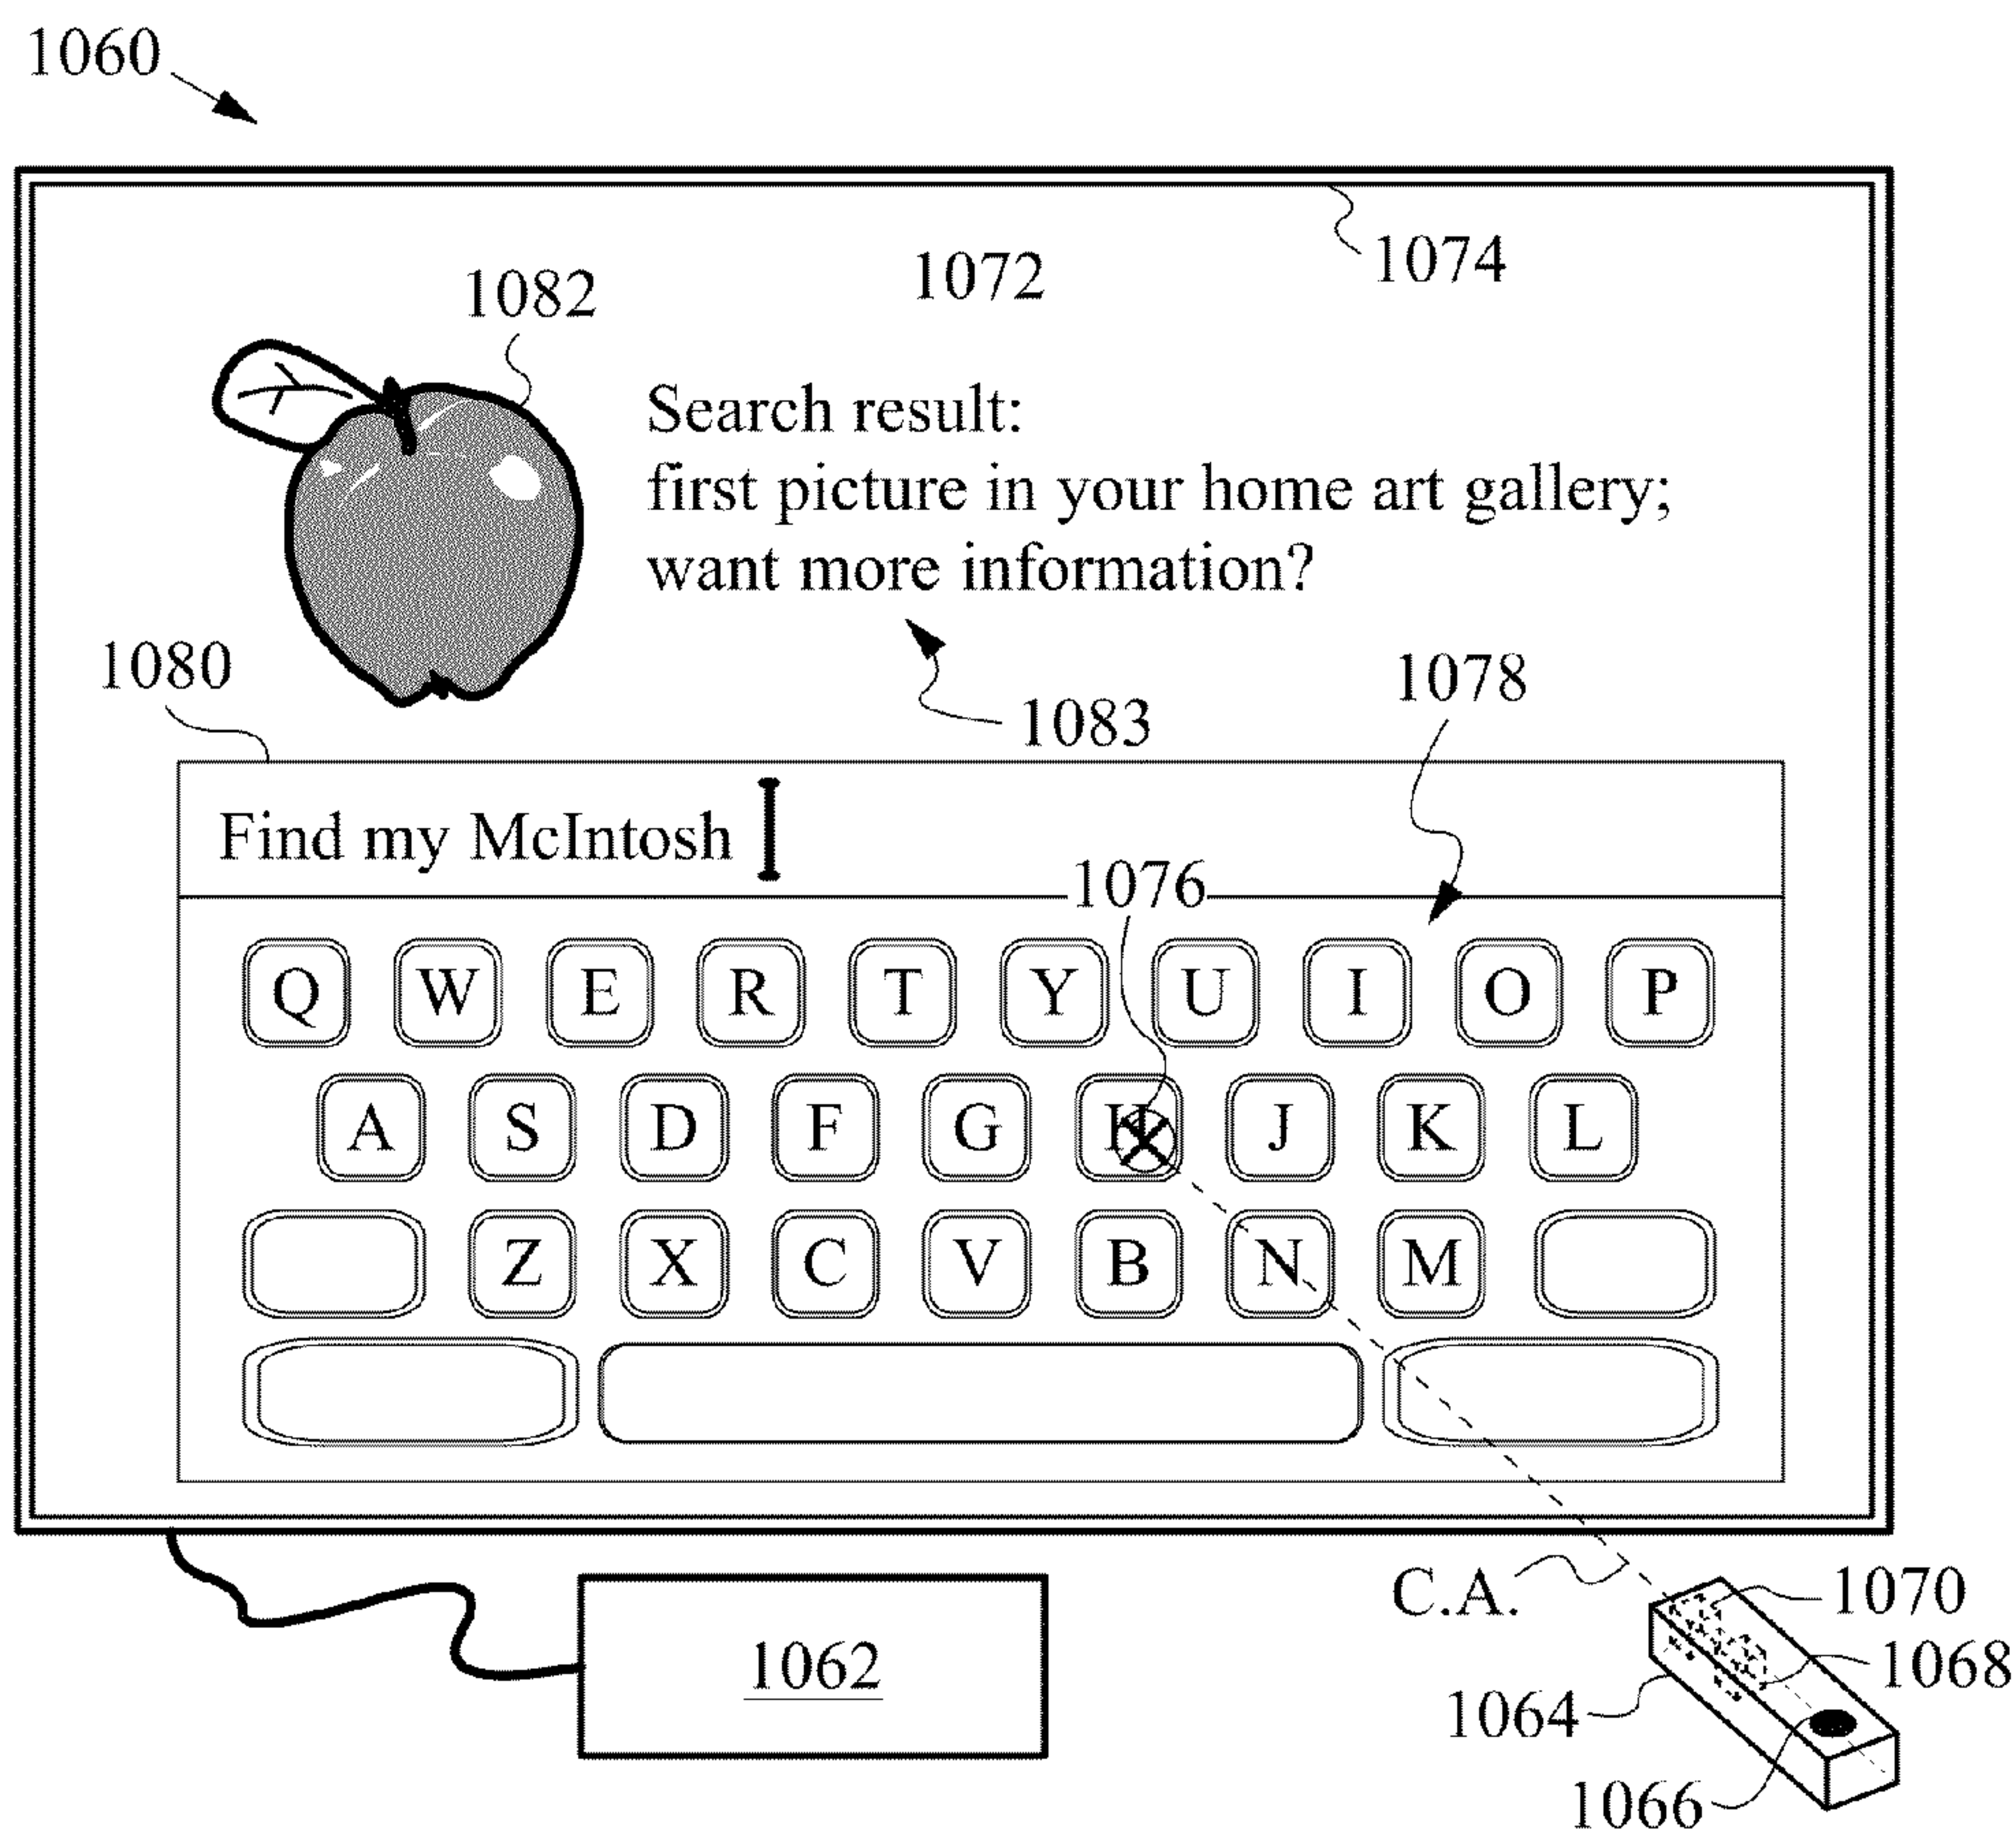 1060
1074
1072
1082
Search result:
first picture in your home art gallery;
want more information?
1080
1078
1083
Find my McIntosh
1076
Q W E R T Y U I O P
A S D F G H J K L
Z X C V B N M
C.A.
1070
1062
1068
1064
1066